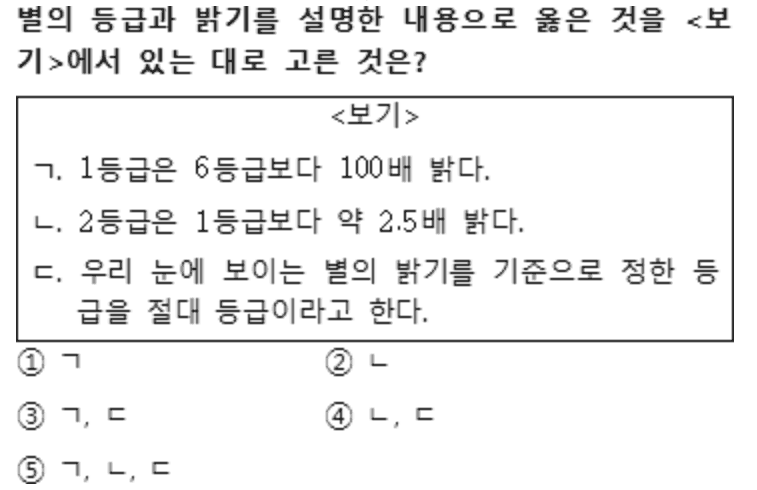 별의 등급과 밝기를 설명한 내용으로 옳은 것을 <보
기>에서 있는 대로 고른 것은?
<보기>
ㄱ. 1등급은 6등급보다 100배 밝다.
ㄴ. 2등급은 1등급보다 약 2.5배 밝다.
ㄷ. 우리 눈에 보이는 별의 밝기를 기준으로 정한 등
급을 절대 등급이라고 한다.
① ㄱ ② ㄴ
③ ㄱ, ㄷ ④ ㄴ, ㄷ
⑤ ㄱ, ㄴ, ㄷ